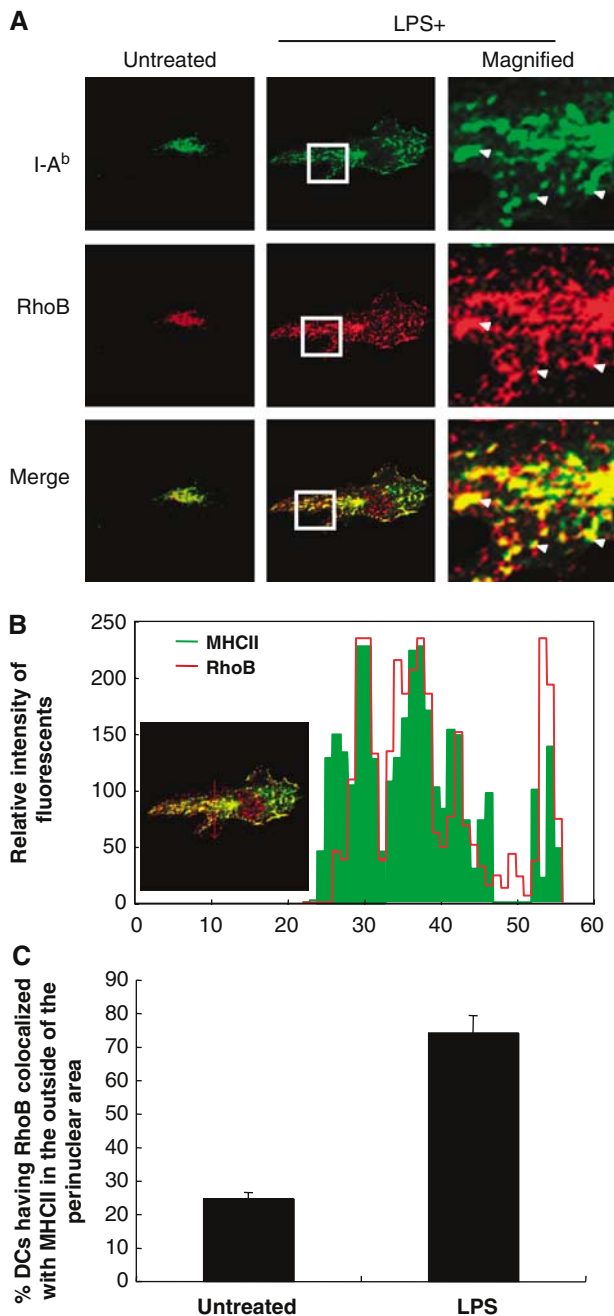 A
LPS+
Untreated
Magnified
I-Aᵇ
RhoB
Merge
B
250
200
150
100
50
0
Relative intensity of
fluorescents
MHCII
RhoB
0 10 20 30 40 50 60
C
90
80
70
60
50
40
30
20
10
0
% DCs having RhoB colocalized
with MHCII in the outside of the
perinuclear area
Untreated
LPS